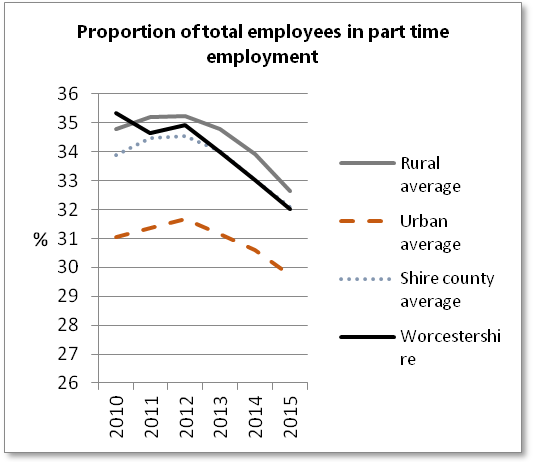 Proportion of total employees in part time
employment
36
35
34
33
32
31
30
29
28
27
26
%
2010
2011
2012
2013
2014
2015
Rural
average
Urban
average
Shire county
average
Worcestershi
re